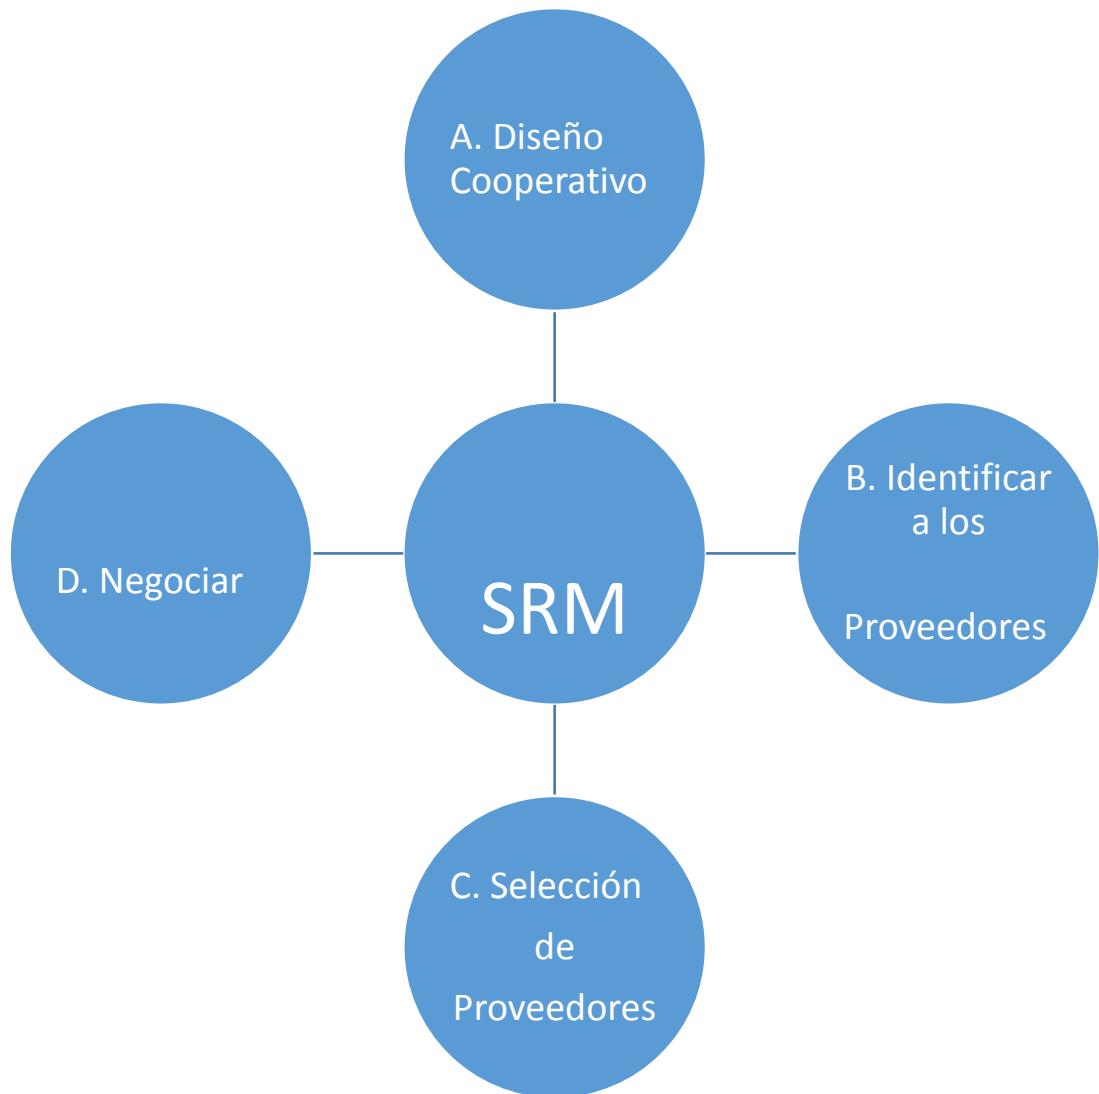 A. Diseño
Cooperativo
B. Identificar
a los
Proveedores
D. Negociar
SRM
C. Selección
de
Proveedores